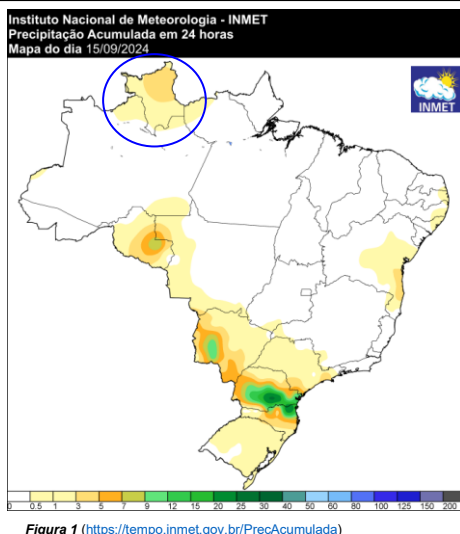 Instituto Nacional de Meteorologia - INMET
Precipitação Acumulada em 24 horas
Mapa do dia 15/09/2024
INMET
0 0.5 1 3 5 7 9 12 15 20 25 30 40 50 60 80 100 125 150 200
Figura 1 (https://tempo.inmet.gov.br/PrecAcumulada)